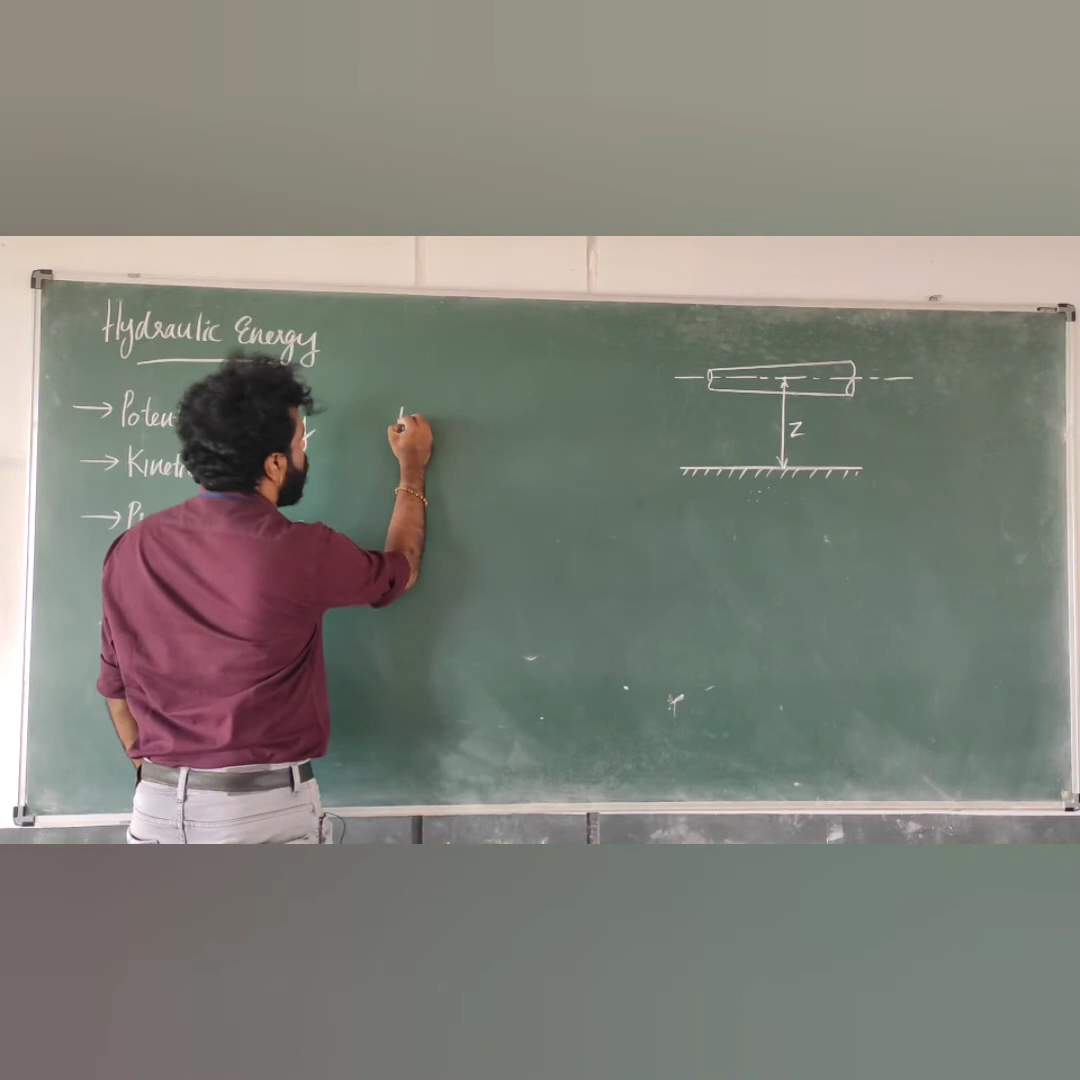 Hydraulic Energy
→ Poten
→ Kinet
→ P
Z